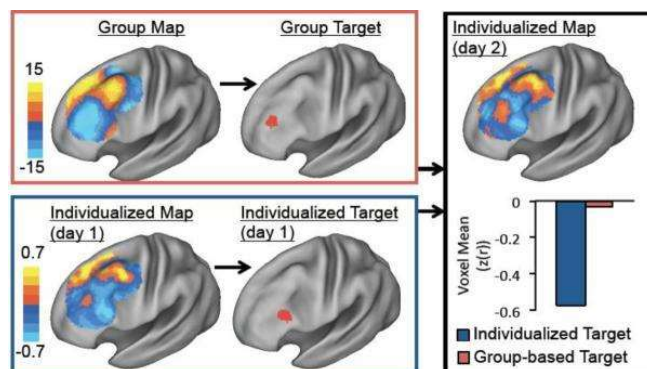 Group Map
Group Target
15
-15
Individualized Map
(day 1)
Individualized Target
(day 1)
0.7
-0.7
Individualized Map
(day 2)
0
-0.2
-0.4
-0.6
Voxel Mean
(z(r))
Individualized Target
Group-based Target